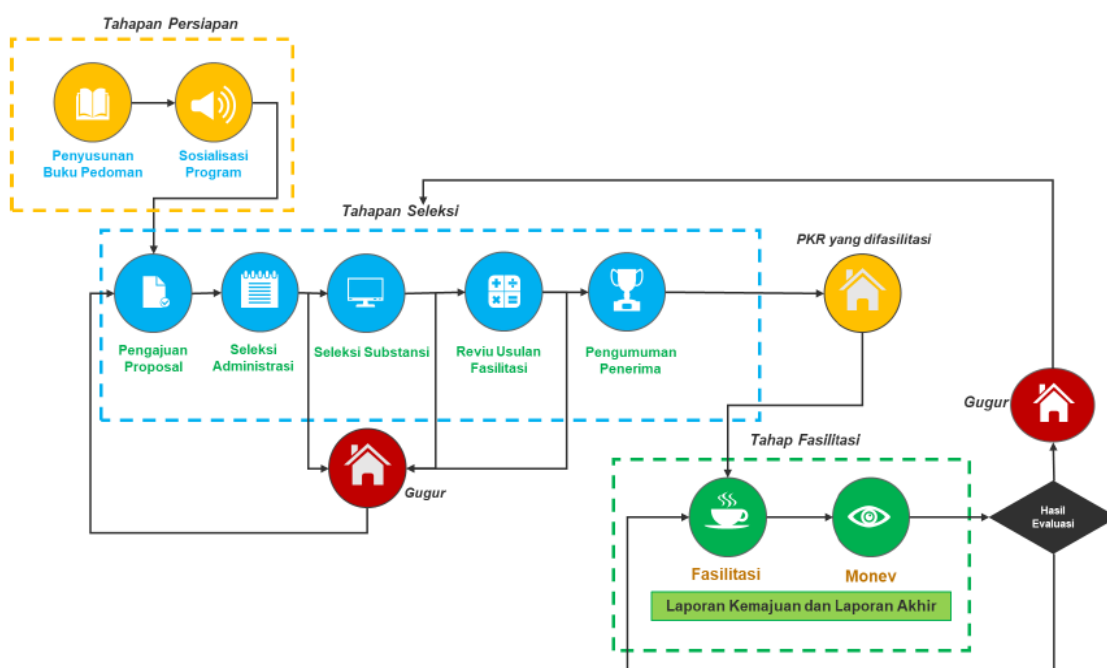 Tahapan Persiapan
Penyusunan
Buku Pedoman
Sosialisasi
Program
Tahapan Seleksi
PKR yang difasilitasi
Pengajuan
Proposal
Seleksi
Administrasi
Seleksi Substansi
Reviu Usulan
Fasilitasi
Pengumuman
Penerima
Gugur
Gugur
Tahap Fasilitasi
Hasil
Evaluasi
Fasilitasi
Monev
Laporan Kemajuan dan Laporan Akhir